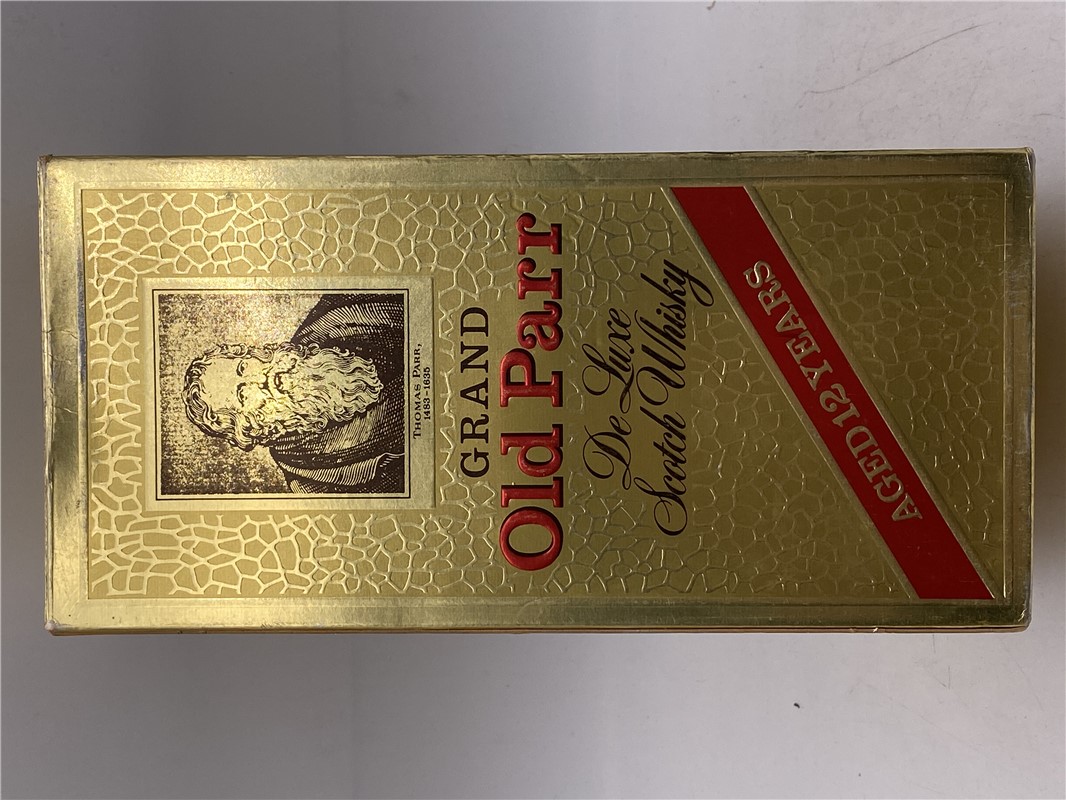 THOMAS PARR,
1483-1635
GRAND
Old Parr
De Luxe
Scotch Whisky
AGED 12 YEARS